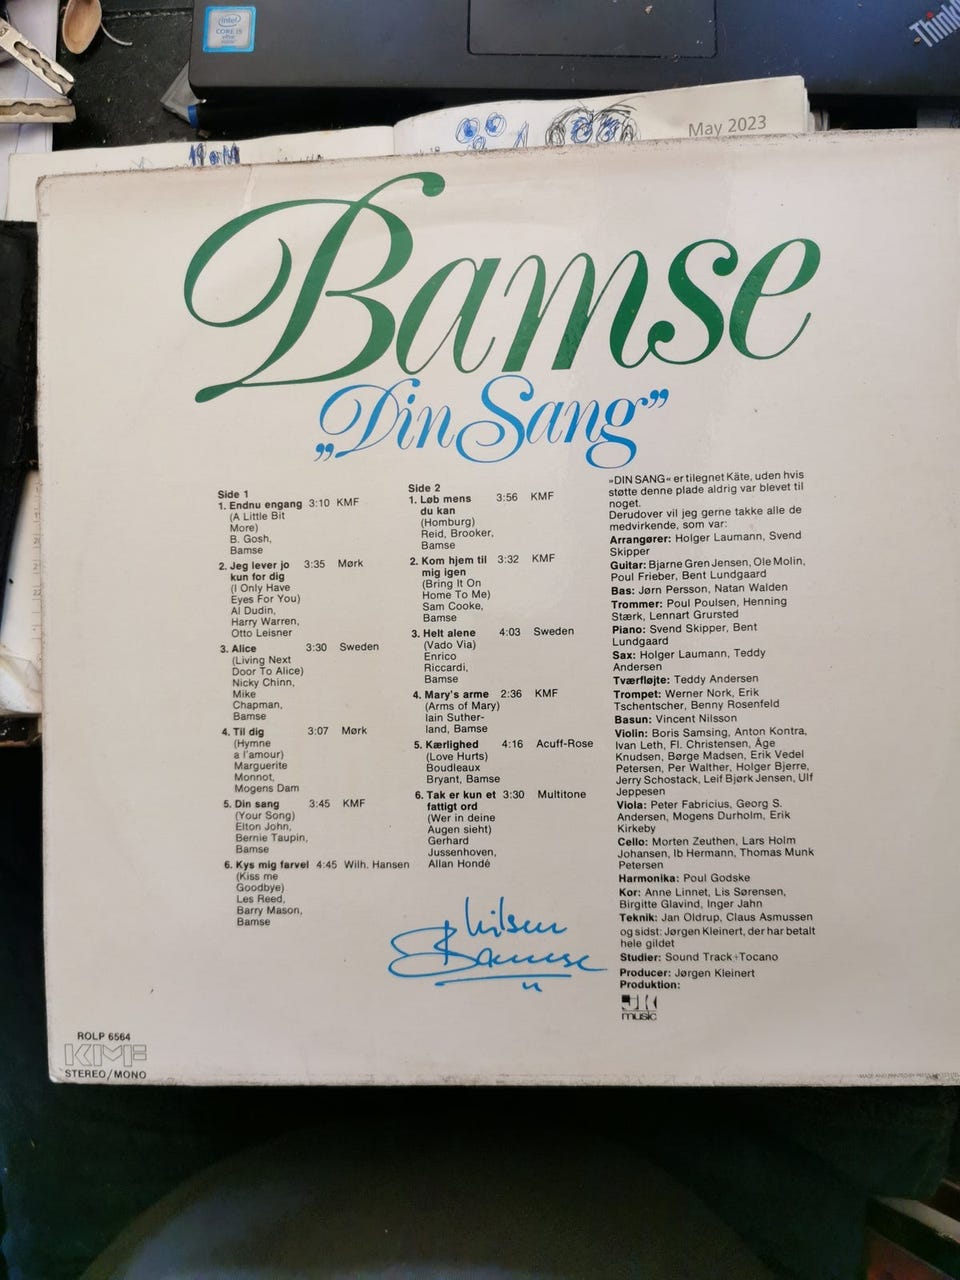 intel
CORE i5
vPro
Think
May 2023
Bamse
„Din Sang”
Side 1
1. Endnu engang 3:10 KMF
(A Little Bit
More)
B. Gosh,
Bamse
2. Jeg lever jo 3:35 Mørk
kun for dig
(I Only Have
Eyes For You)
Al Dudin,
Harry Warren,
Otto Leisner
3. Alice 3:30 Sweden
(Living Next
Door To Alice)
Nicky Chinn,
Mike
Chapman,
Bamse
4. Til dig 3:07 Mørk
(Hymne
a l'amour)
Marguerite
Monnot,
Mogens Dam
5. Din sang 3:45 KMF
(Your Song)
Elton John,
Bernie Taupin,
Bamse
6. Kys mig farvel 4:45 Wilh. Hansen
(Kiss me
Goodbye)
Les Reed,
Barry Mason,
Bamse
Side 2
1. Løb mens 3:56 KMF
du kan
(Homburg)
Reid, Brooker,
Bamse
2. Kom hjem til 3:32 KMF
mig igen
(Bring It On
Home To Me)
Sam Cooke,
Bamse
3. Helt alene 4:03 Sweden
(Vado Via)
Enrico
Riccardi,
Bamse
4. Mary's arme 2:36 KMF
(Arms of Mary)
Iain Suther-
land, Bamse
5. Kærlighed 4:16 Acuff-Rose
(Love Hurts)
Boudleaux
Bryant, Bamse
6. Tak er kun et 3:30 Multitone
fattigt ord
(Wer in deine
Augen sieht)
Gerhard
Jussenhoven,
Allan Hondé
»DIN SANG« er tilegnet Käte, uden hvis
støtte denne plade aldrig var blevet til
noget.
Derudover vil jeg gerne takke alle de
medvirkende, som var:
Arrangører: Holger Laumann, Svend
Skipper
Guitar: Bjarne Gren Jensen, Ole Molin,
Poul Frieber, Bent Lundgaard
Bas: Jørn Persson, Natan Walden
Trommer: Poul Poulsen, Henning
Stærk, Lennart Grursted
Piano: Svend Skipper, Bent
Lundgaard
Sax: Holger Laumann, Teddy
Andersen
Tværfløjte: Teddy Andersen
Trompet: Werner Nork, Erik
Tschentscher, Benny Rosenfeld
Basun: Vincent Nilsson
Violin: Boris Samsing, Anton Kontra,
Ivan Leth, Fl. Christensen, Åge
Knudsen, Børge Madsen, Erik Vedel
Petersen, Per Walther, Holger Bjerre,
Jerry Schostack, Leif Bjørk Jensen, Ulf
Jeppesen
Viola: Peter Fabricius, Georg S.
Andersen, Mogens Durholm, Erik
Kirkeby
Cello: Morten Zeuthen, Lars Holm
Johansen, Ib Hermann, Thomas Munk
Petersen
Harmonika: Poul Godske
Kor: Anne Linnet, Lis Sørensen,
Birgitte Glavind, Inger Jahn
Teknik: Jan Oldrup, Claus Asmussen
og sidst: Jørgen Kleinert, der har betalt
hele gildet
Studier: Sound Track+Tocano
Producer: Jørgen Kleinert
Produktion:
music
hilsen
Bamse
ROLP 6564
KMF
STEREO/MONO